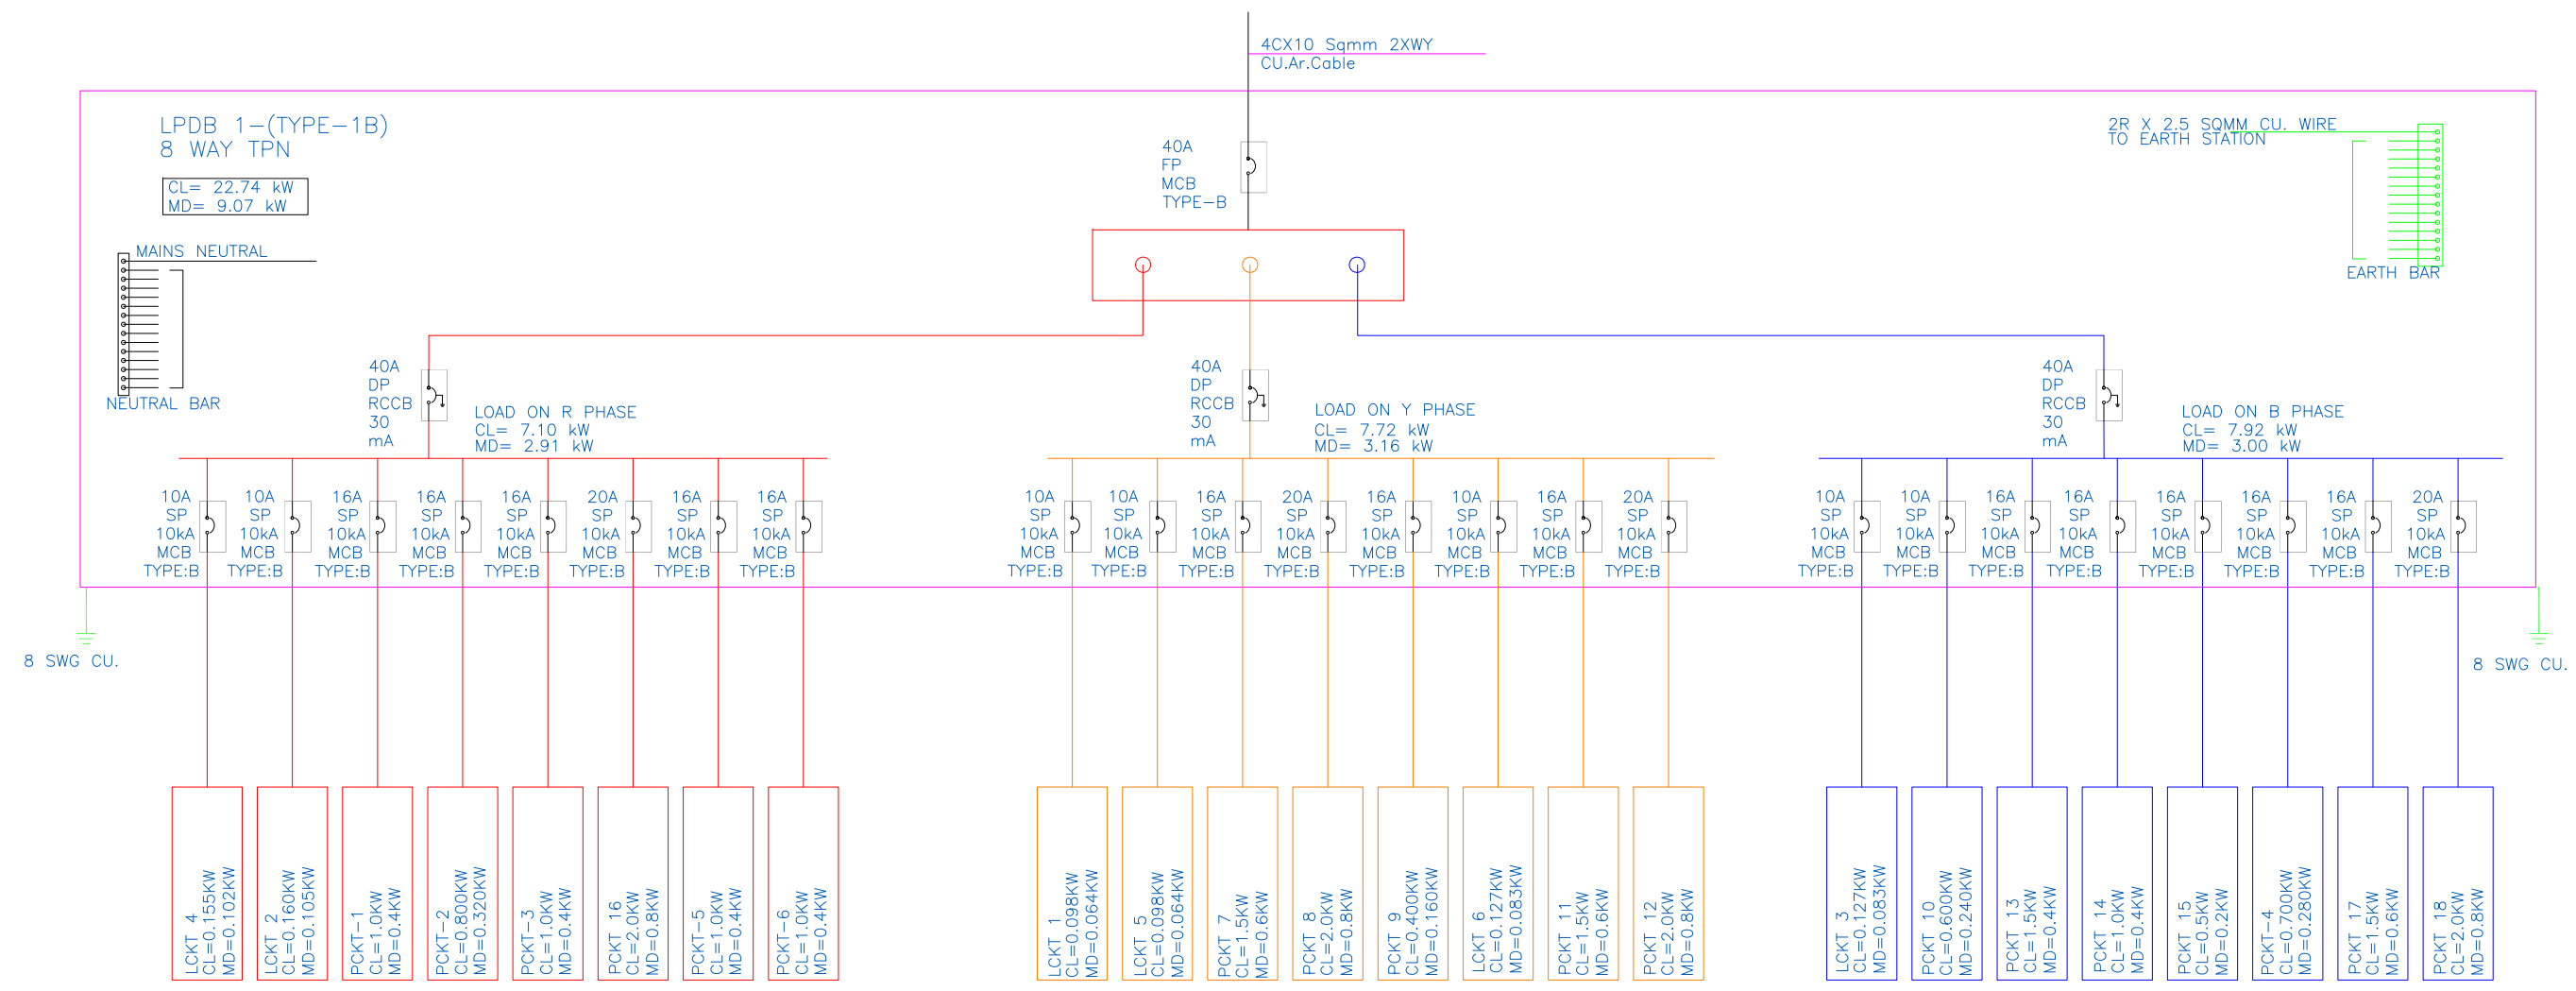 4CX10 Sqmm 2XWY
CU.Ar.Cable
LPDB 1-(TYPE-1B)
8 WAY TPN
CL= 22.74 kW
MD= 9.07 kW
MAINS NEUTRAL
NEUTRAL BAR
40A
FP
MCB
TYPE-B
2R X 2.5 SQMM CU. WIRE
TO EARTH STATION
EARTH BAR
40A
DP
RCCB
30
mA
LOAD ON R PHASE
CL= 7.10 kW
MD= 2.91 kW
40A
DP
RCCB
30
mA
LOAD ON Y PHASE
CL= 7.72 kW
MD= 3.16 kW
40A
DP
RCCB
30
mA
LOAD ON B PHASE
CL= 7.92 kW
MD= 3.00 kW
10A
SP
10kA
MCB
TYPE:B
10A
SP
10kA
MCB
TYPE:B
16A
SP
10kA
MCB
TYPE:B
16A
SP
10kA
MCB
TYPE:B
16A
SP
10kA
MCB
TYPE:B
20A
SP
10kA
MCB
TYPE:B
16A
SP
10kA
MCB
TYPE:B
16A
SP
10kA
MCB
TYPE:B
10A
SP
10kA
MCB
TYPE:B
10A
SP
10kA
MCB
TYPE:B
16A
SP
10kA
MCB
TYPE:B
20A
SP
10kA
MCB
TYPE:B
16A
SP
10kA
MCB
TYPE:B
10A
SP
10kA
MCB
TYPE:B
16A
SP
10kA
MCB
TYPE:B
20A
SP
10kA
MCB
TYPE:B
10A
SP
10kA
MCB
TYPE:B
10A
SP
10kA
MCB
TYPE:B
16A
SP
10kA
MCB
TYPE:B
16A
SP
10kA
MCB
TYPE:B
16A
SP
10kA
MCB
TYPE:B
16A
SP
10kA
MCB
TYPE:B
16A
SP
10kA
MCB
TYPE:B
20A
SP
10kA
MCB
TYPE:B
8 SWG CU.
8 SWG CU.
LCKT 4
CL=0.155KW
MD=0.102KW
LCKT 2
CL=0.160KW
MD=0.105KW
PCKT-1
CL=1.0KW
MD=0.4KW
PCKT-2
CL=0.800KW
MD=0.320KW
PCKT-3
CL=1.0KW
MD=0.4KW
PCKT 16
CL=2.0KW
MD=0.8KW
PCKT-5
CL=1.0KW
MD=0.4KW
PCKT-6
CL=1.0KW
MD=0.4KW
LCKT 1
CL=0.098KW
MD=0.064KW
LCKT 5
CL=0.098KW
MD=0.064KW
PCKT 7
CL=1.5KW
MD=0.6KW
PCKT 8
CL=2.0KW
MD=0.8KW
PCKT 9
CL=0.400KW
MD=0.160KW
LCKT 6
CL=0.127KW
MD=0.083KW
PCKT 11
CL=1.5KW
MD=0.6KW
PCKT 12
CL=2.0KW
MD=0.8KW
LCKT 3
CL=0.127KW
MD=0.083KW
PCKT 10
CL=0.600KW
MD=0.240KW
PCKT 13
CL=1.5KW
MD=0.4KW
PCKT 14
CL=1.0KW
MD=0.4KW
PCKT 15
CL=0.5KW
MD=0.2KW
PCKT-4
CL=0.700KW
MD=0.280KW
PCKT 17
CL=1.5KW
MD=0.6KW
PCKT 18
CL=2.0KW
MD=0.8KW